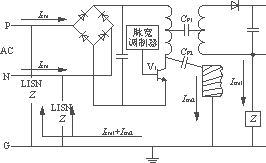 Icm
P
AC
Icm
N
LISN
Z
LISN
Z
脉宽
调制器
V1
CP1
CP2
Icm1
Icm2
Z
Icm1+Icm2
G